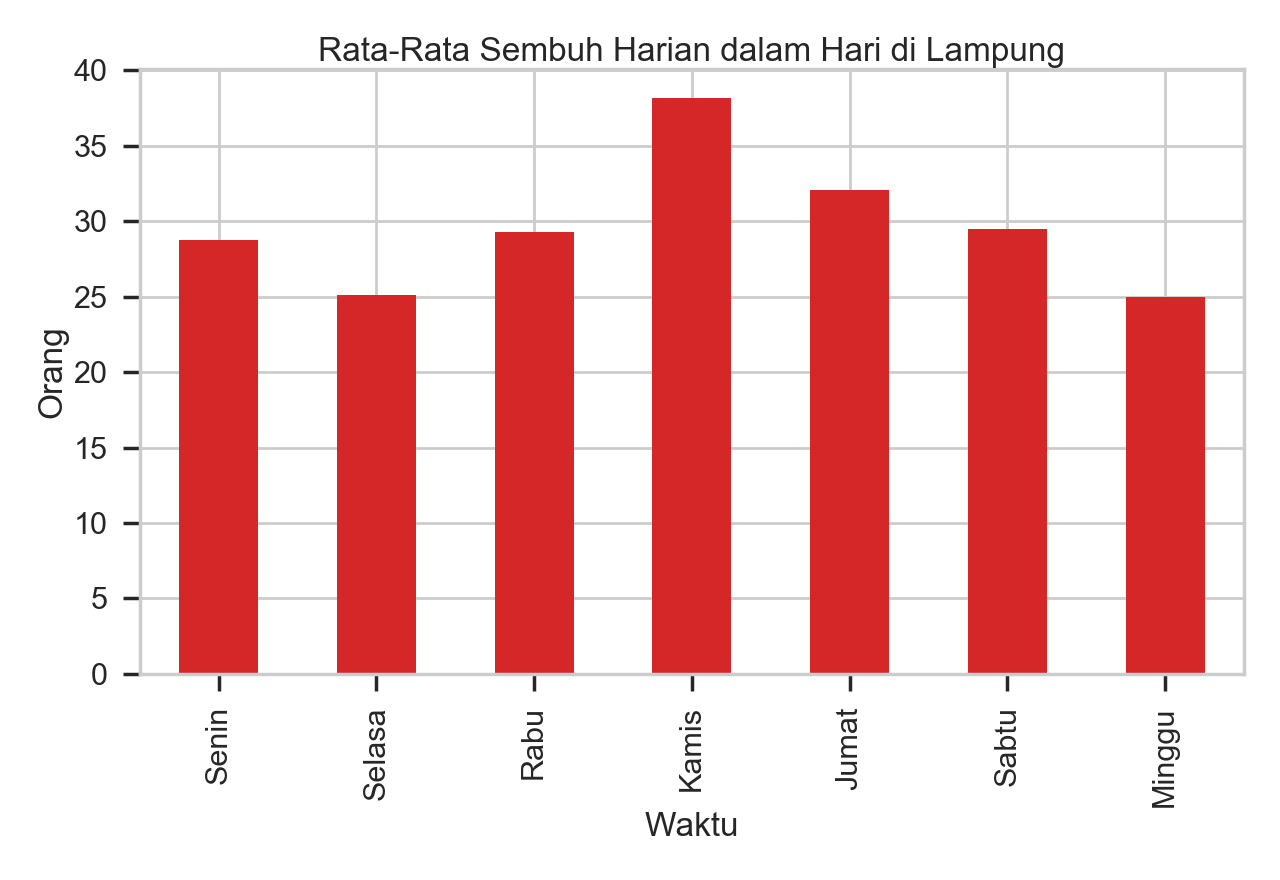 Rata-Rata Sembuh Harian dalam Hari di Lampung
40
35
30
25
20
15
10
5
0
Orang
Senin
Selasa
Rabu
Kamis
Jumat
Sabtu
Minggu
Waktu